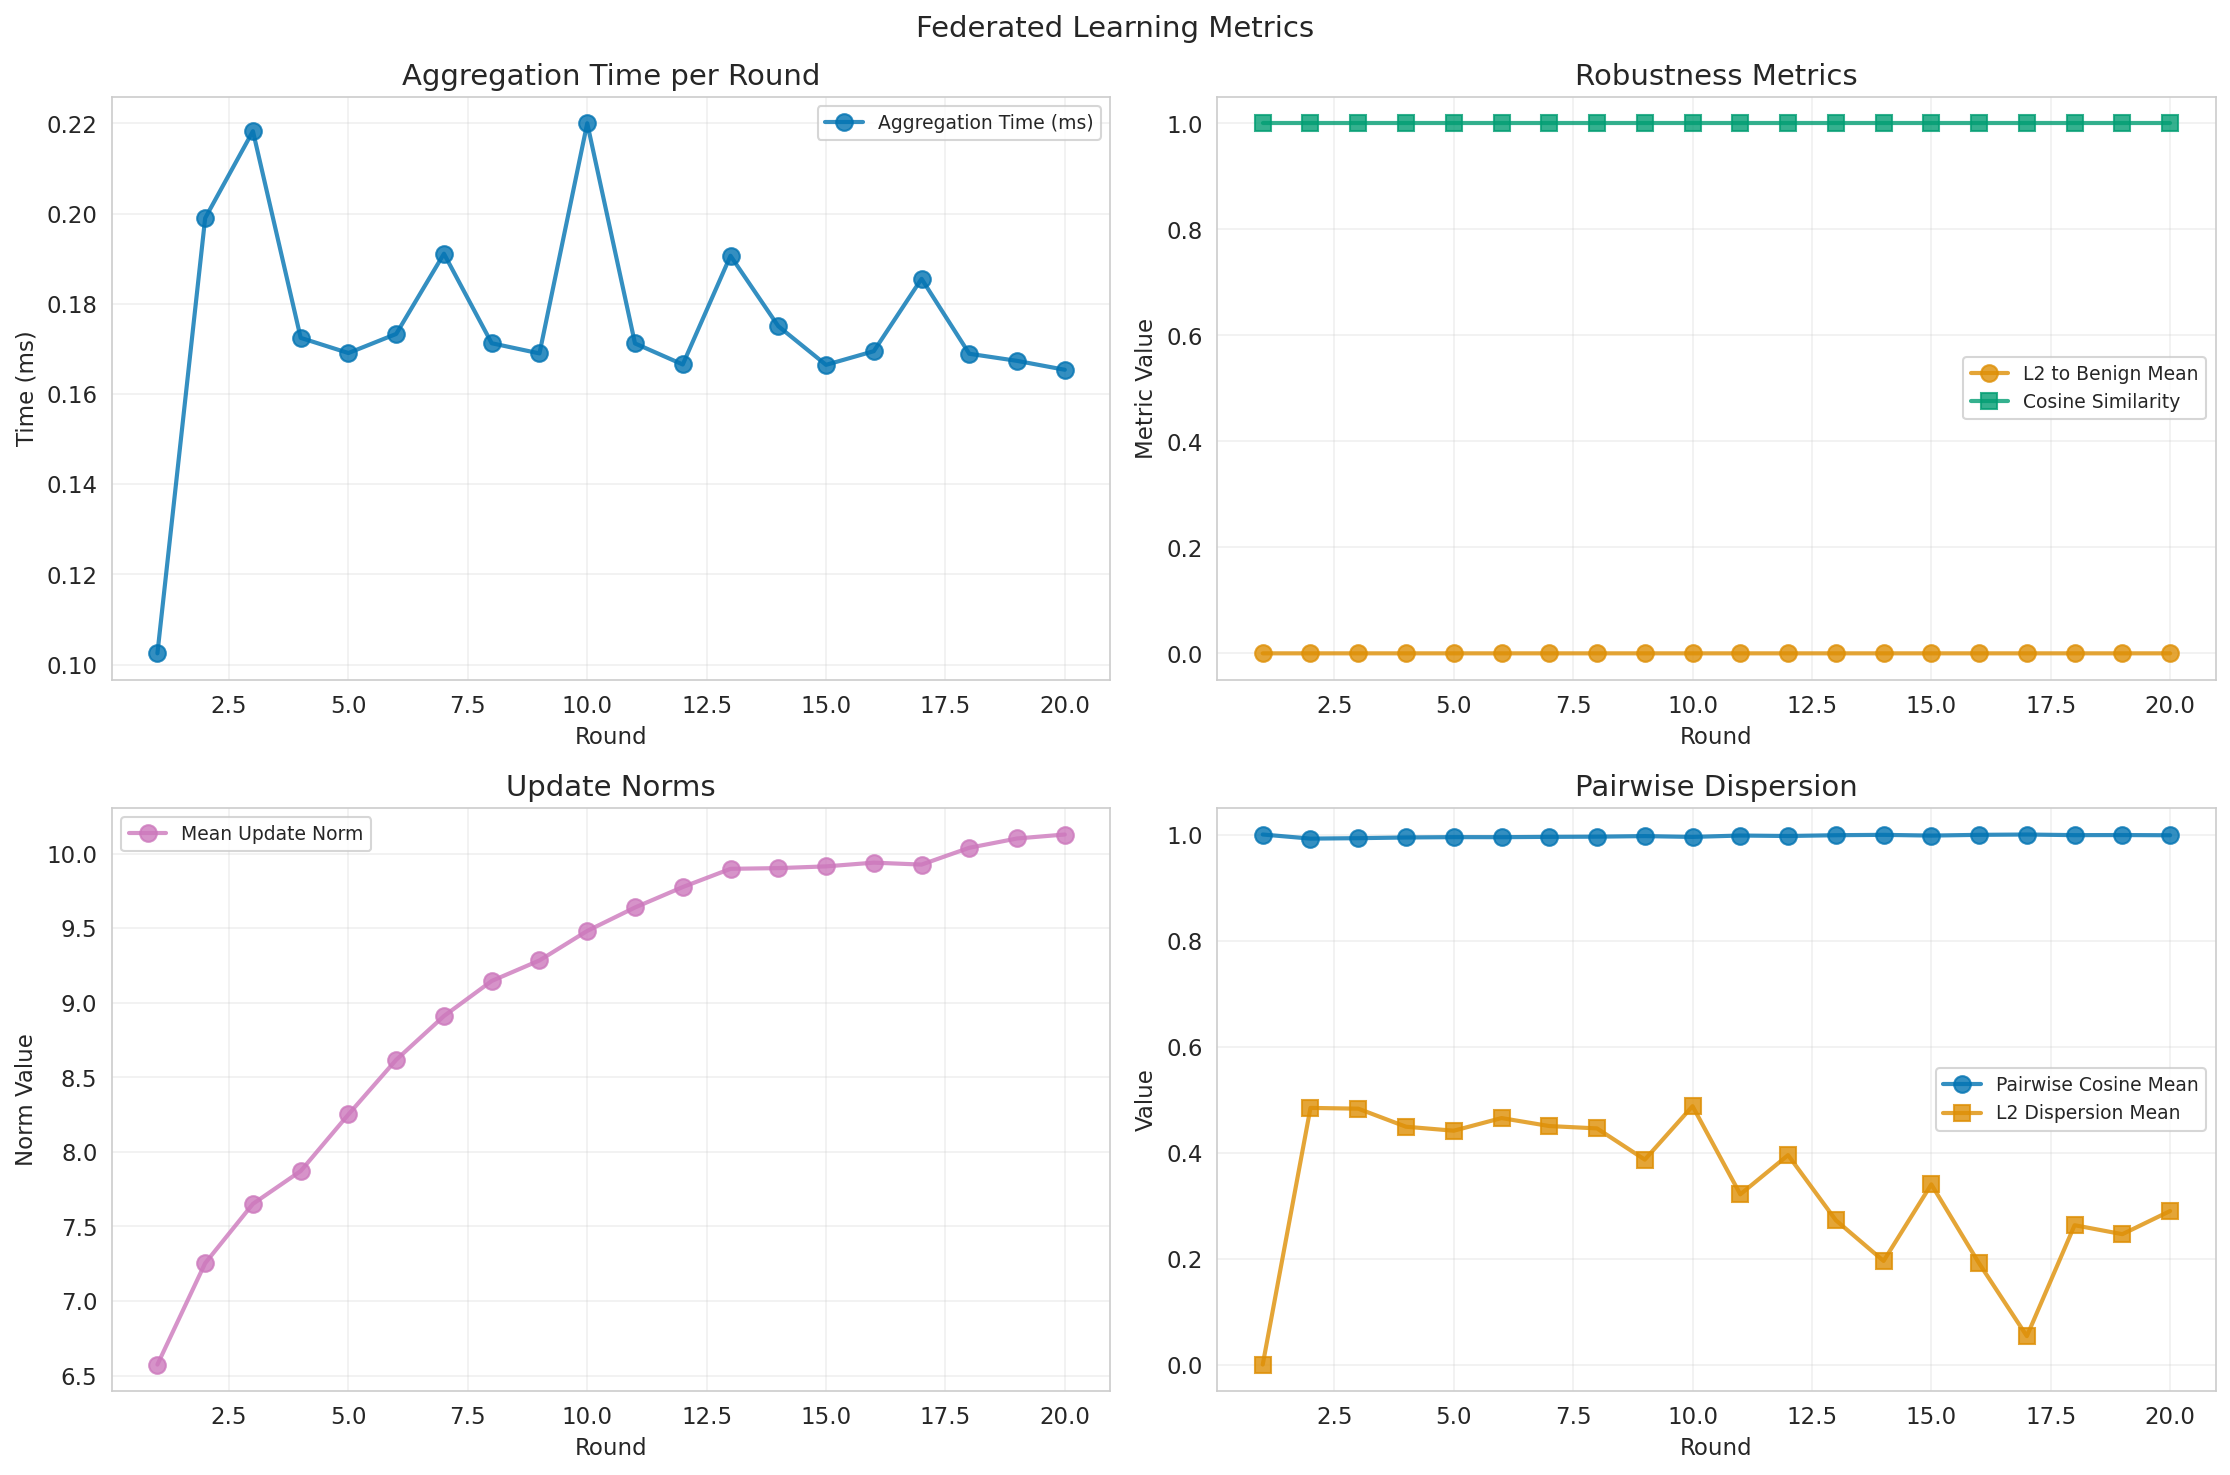 Federated Learning Metrics
Aggregation Time per Round
Aggregation Time (ms)
Time (ms)
0.22
0.20
0.18
0.16
0.14
0.12
0.10
2.5 5.0 7.5 10.0 12.5 15.0 17.5 20.0
Round
Robustness Metrics
L2 to Benign Mean
Cosine Similarity
Metric Value
1.0
0.8
0.6
0.4
0.2
0.0
2.5 5.0 7.5 10.0 12.5 15.0 17.5 20.0
Round
Update Norms
Mean Update Norm
Norm Value
10.0
9.5
9.0
8.5
8.0
7.5
7.0
6.5
2.5 5.0 7.5 10.0 12.5 15.0 17.5 20.0
Round
Pairwise Dispersion
Pairwise Cosine Mean
L2 Dispersion Mean
Value
1.0
0.8
0.6
0.4
0.2
0.0
2.5 5.0 7.5 10.0 12.5 15.0 17.5 20.0
Round